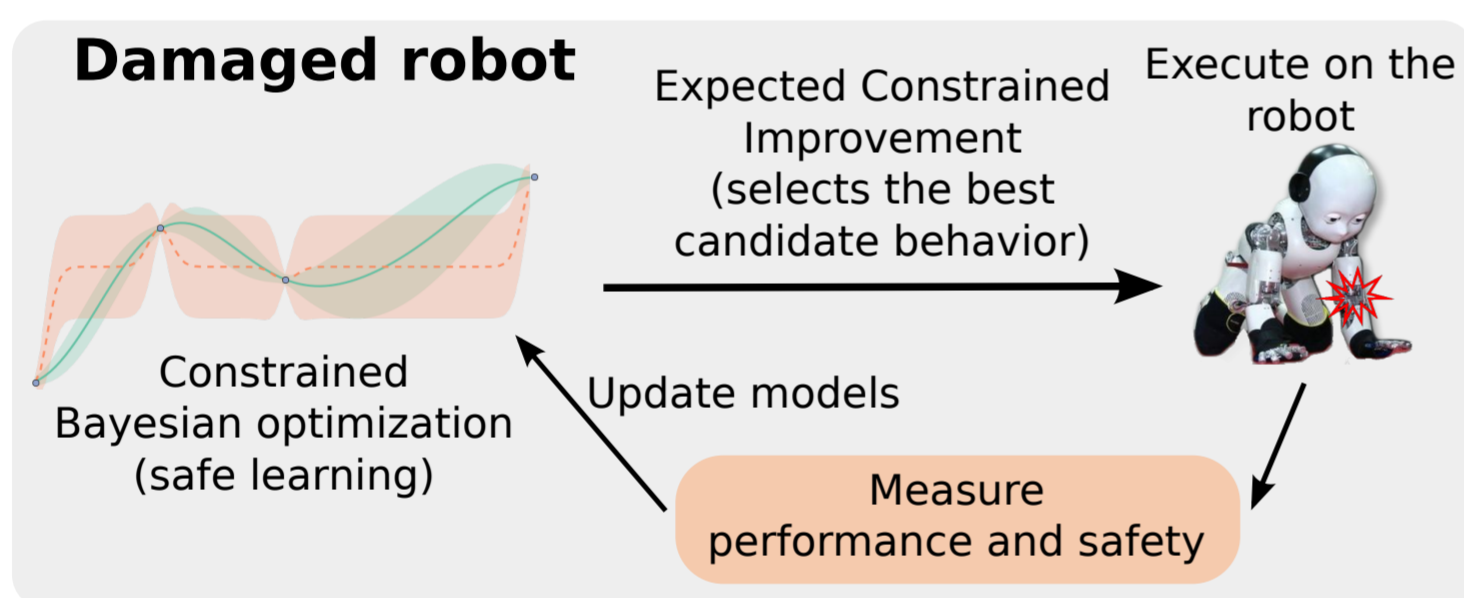 Damaged robot
Expected Constrained
Improvement
(selects the best
candidate behavior)
Execute on the
robot
Constrained
Bayesian optimization
(safe learning)
Update models
Measure
performance and safety